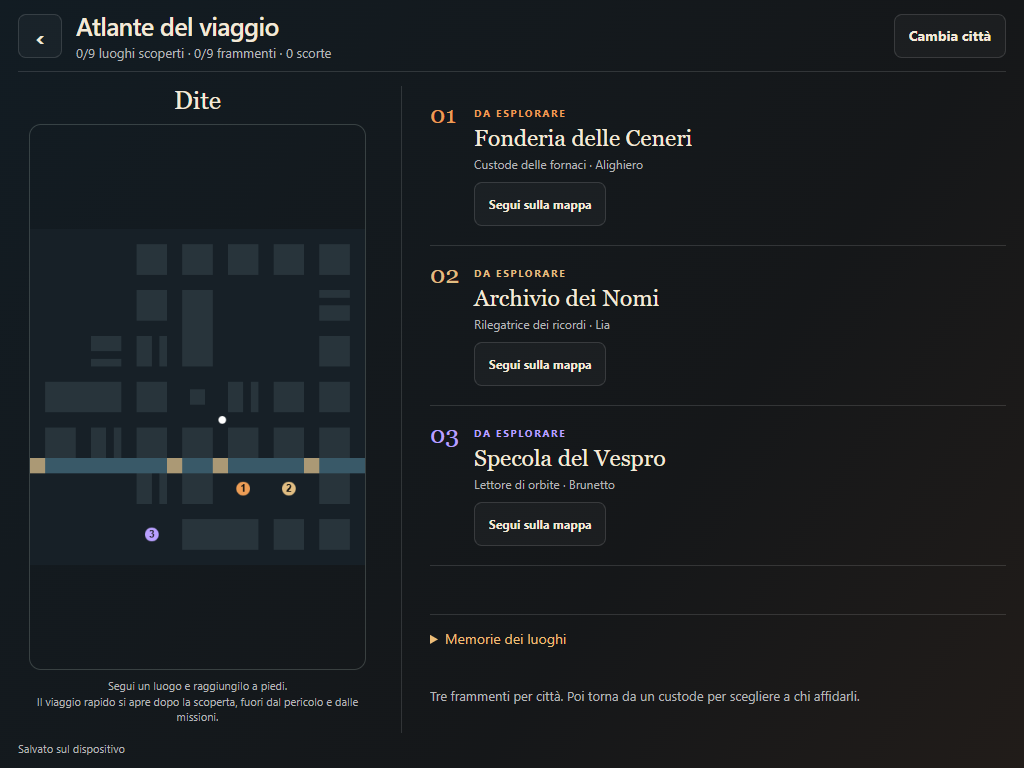 ‹
Atlante del viaggio
0/9 luoghi scoperti · 0/9 frammenti · 0 scorte
Cambia città
Dite
1
2
3
Segui un luogo e raggiungilo a piedi.
Il viaggio rapido si apre dopo la scoperta, fuori dal pericolo e dalle
missioni.
Salvato sul dispositivo
01
DA ESPLORARE
Fonderia delle Ceneri
Custode delle fornaci · Alighiero
Segui sulla mappa
02
DA ESPLORARE
Archivio dei Nomi
Rilegatrice dei ricordi · Lia
Segui sulla mappa
03
DA ESPLORARE
Specola del Vespro
Lettore di orbite · Brunetto
Segui sulla mappa
Memorie dei luoghi
Tre frammenti per città. Poi torna da un custode per scegliere a chi affidarli.